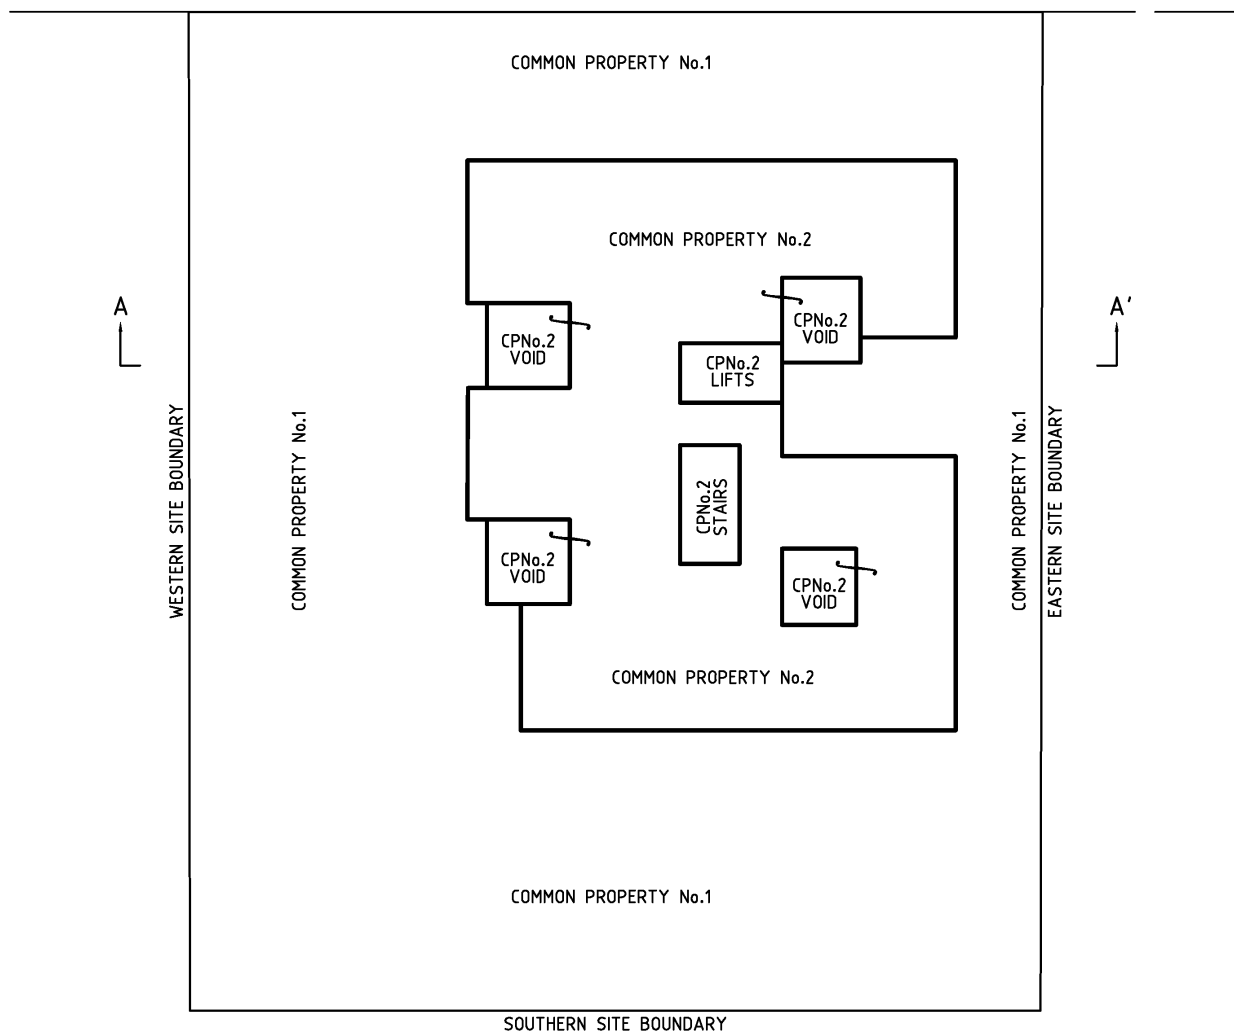 COMMON PROPERTY No.1
COMMON PROPERTY No.2
A
A'
CPNo.2
VOID
CPNo.2
VOID
CPNo.2
LIFTS
WESTERN SITE BOUNDARY
COMMON PROPERTY No.1
CPNo.2
STAIRS
COMMON PROPERTY No.1
EASTERN SITE BOUNDARY
CPNo.2
VOID
CPNo.2
VOID
COMMON PROPERTY No.2
COMMON PROPERTY No.1
SOUTHERN SITE BOUNDARY